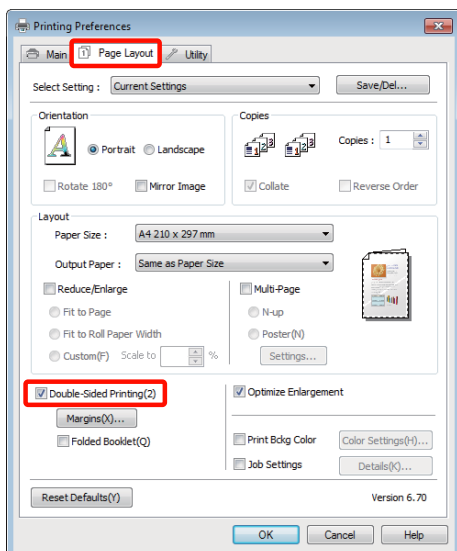 Printing Preferences
Main Page Layout Utility
Select Setting : Current Settings Save/Del...
Orientation
Portrait Landscape
Rotate 180° Mirror Image
Copies
Copies : 1
Collate Reverse Order
Layout
Paper Size : A4 210 x 297 mm
Output Paper : Same as Paper Size
Reduce/Enlarge
Fit to Page
Fit to Roll Paper Width
Custom(F) Scale to %
Multi-Page
N-up
Poster(N)
Settings...
Double-Sided Printing(2)
Margins(X)...
Folded Booklet(Q)
Optimize Enlargement
Print Bckg Color Color Settings(H)...
Job Settings Details(K)...
Reset Defaults(Y) Version 6.70
OK Cancel Help